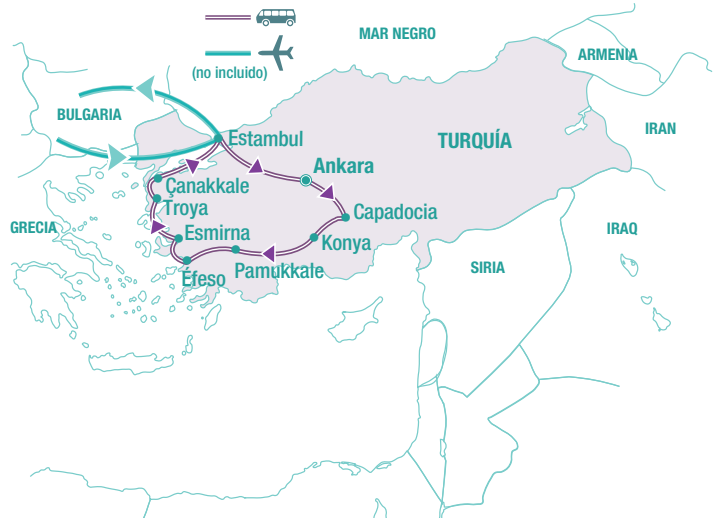 MAR NEGRO
ARMENIA
(no incluido)
BULGARIA
Estambul
TURQUÍA
IRAN
Ankara
Çanakkale
Troya
Capadocia
GRECIA
Esmirna
Konya
IRAQ
Pamukkale
Éfeso
SIRIA